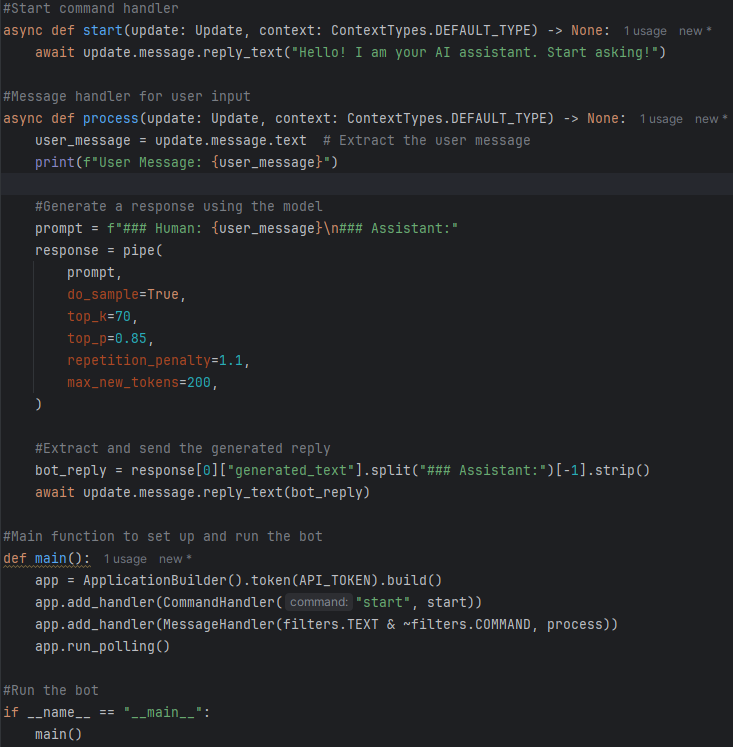 #Start command handler
async def start(update: Update, context: ContextTypes.DEFAULT_TYPE) -> None: 1 usage new *
    await update.message.reply_text("Hello! I am your AI assistant. Start asking!")

#Message handler for user input
async def process(update: Update, context: ContextTypes.DEFAULT_TYPE) -> None: 1 usage new *
    user_message = update.message.text  # Extract the user message
    print(f"User Message: {user_message}")

    #Generate a response using the model
    prompt = f"### Human: {user_message}\n### Assistant:"
    response = pipe(
        prompt,
        do_sample=True,
        top_k=70,
        top_p=0.85,
        repetition_penalty=1.1,
        max_new_tokens=200,
    )

    #Extract and send the generated reply
    bot_reply = response[0]["generated_text"].split("### Assistant:")[-1].strip()
    await update.message.reply_text(bot_reply)

#Main function to set up and run the bot
def main(): 1 usage new *
    app = ApplicationBuilder().token(API_TOKEN).build()
    app.add_handler(CommandHandler( command: "start", start))
    app.add_handler(MessageHandler(filters.TEXT & ~filters.COMMAND, process))
    app.run_polling()

#Run the bot
if __name__ == "__main__":
    main()